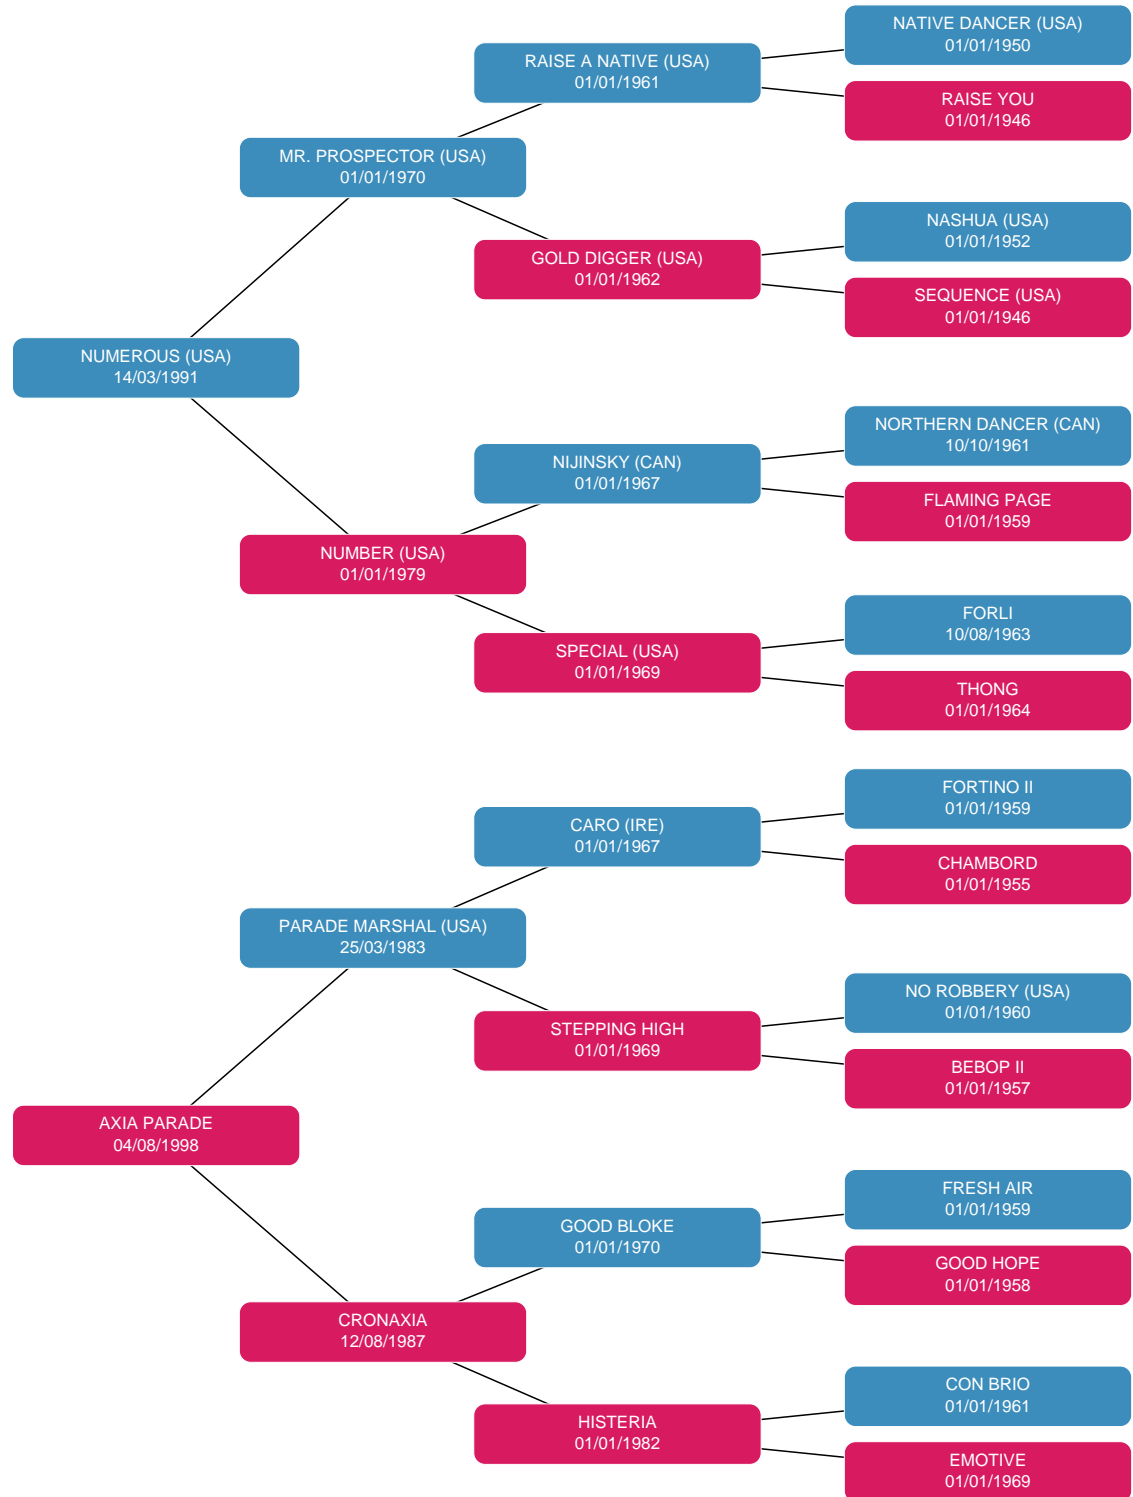 NATIVE DANCER (USA)
01/01/1950
RAISE A NATIVE (USA)
01/01/1961
RAISE YOU
01/01/1946
MR. PROSPECTOR (USA)
01/01/1970
NASHUA (USA)
01/01/1952
GOLD DIGGER (USA)
01/01/1962
SEQUENCE (USA)
01/01/1946
NUMEROUS (USA)
14/03/1991
NORTHERN DANCER (CAN)
10/10/1961
NIJINSKY (CAN)
01/01/1967
FLAMING PAGE
01/01/1959
NUMBER (USA)
01/01/1979
FORLI
10/08/1963
SPECIAL (USA)
01/01/1969
THONG
01/01/1964
FORTINO II
01/01/1959
CARO (IRE)
01/01/1967
CHAMBORD
01/01/1955
PARADE MARSHAL (USA)
25/03/1983
NO ROBBERY (USA)
01/01/1960
STEPPING HIGH
01/01/1969
BEBOP II
01/01/1957
AXIA PARADE
04/08/1998
FRESH AIR
01/01/1959
GOOD BLOKE
01/01/1970
GOOD HOPE
01/01/1958
CRONAXIA
12/08/1987
CON BRIO
01/01/1961
HISTERIA
01/01/1982
EMOTIVE
01/01/1969